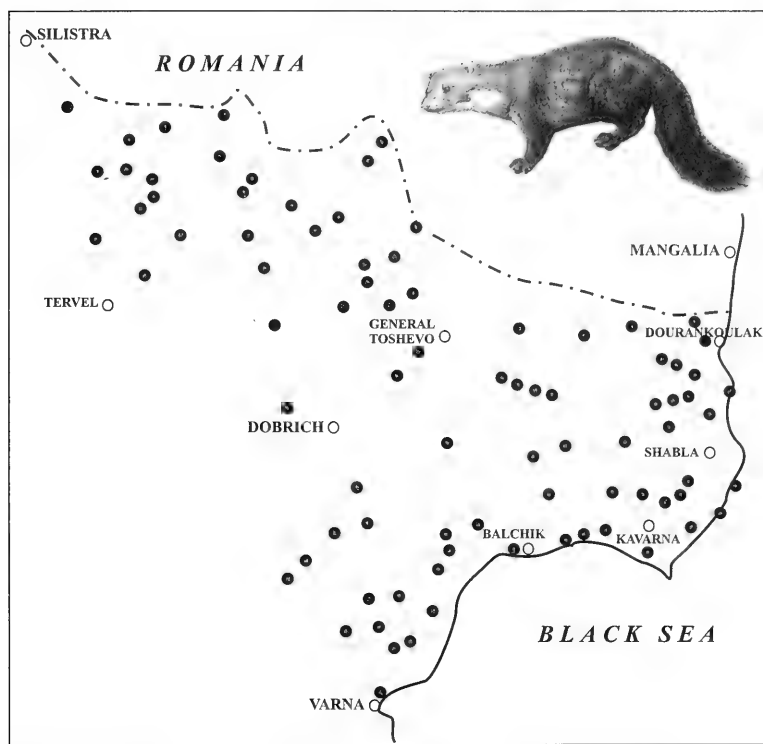 SILISTRA
ROMANIA
MANGALIA
TERVEL
GENERAL
TOSHEVO
DOURANKOULAK
DOBRICH
SHABLA
BALCHIK
KAVARNA
BLACK SEA
VARNA